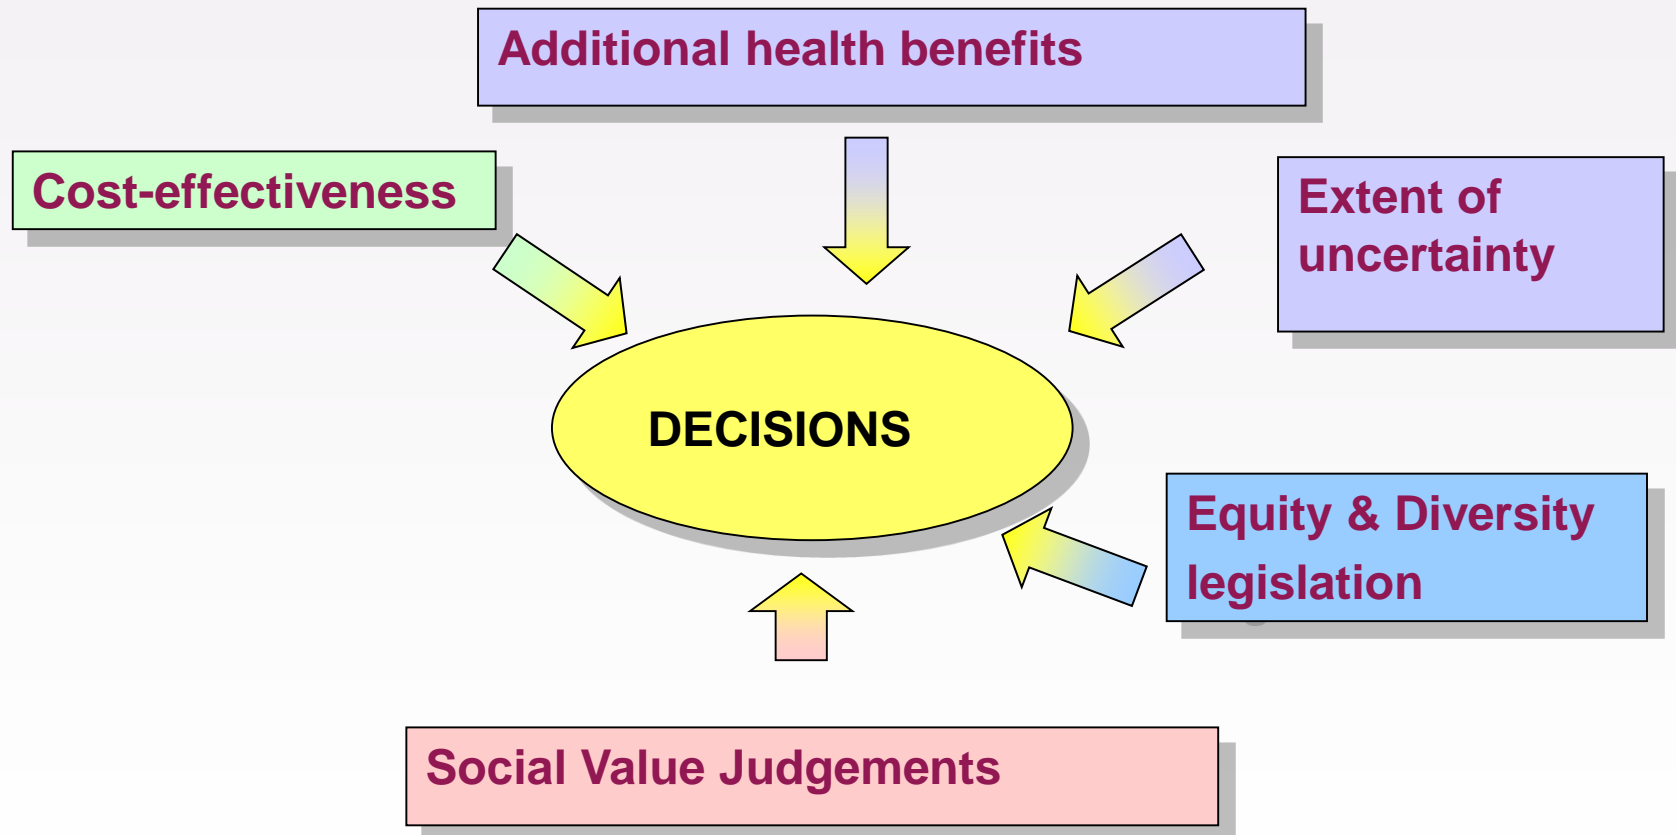 Additional health benefits
Cost-effectiveness
Extent of
uncertainty
DECISIONS
Equity & Diversity
legislation
Social Value Judgements